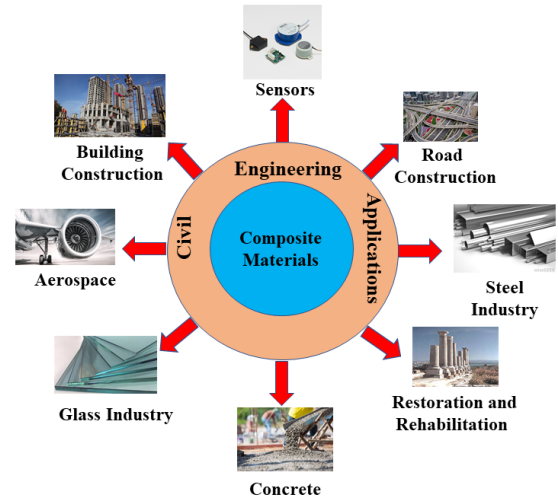 Sensors
Building
Construction
Road
Construction
Civil
Engineering
Applications
Composite
Materials
Aerospace
Steel
Industry
Glass Industry
Restoration and
Rehabilitation
Concrete